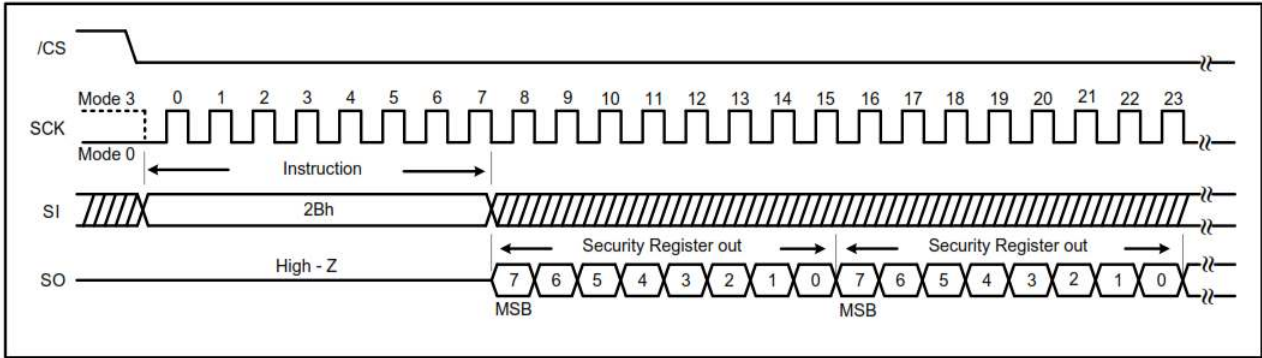 /CS
Mode 3 0 1 2 3 4 5 6 7 8 9 10 11 12 13 14 15 16 17 18 19 20 21 22 23
SCK
Mode 0
Instruction
SI 2Bh
Security Register out Security Register out
High - Z
SO 7 6 5 4 3 2 1 0 7 6 5 4 3 2 1 0
MSB MSB